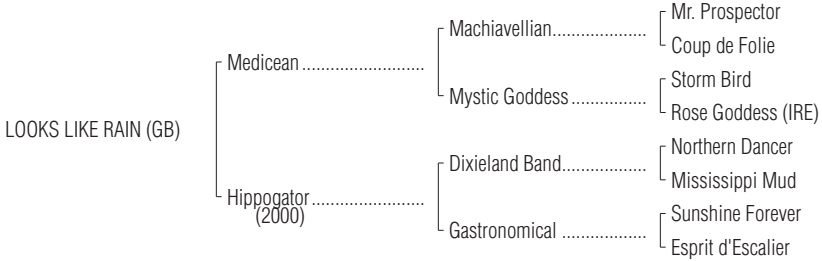 Mr. Prospector
Machiavellian....................
Coup de Folie
Medicean ..........................
Storm Bird
Mystic Goddess................
Rose Goddess (IRE)
LOOKS LIKE RAIN (GB)
Northern Dancer
Dixieland Band..................
Mississippi Mud
Hippogator........................
(2000)
Sunshine Forever
Gastronomical ..................
Esprit d'Escalier